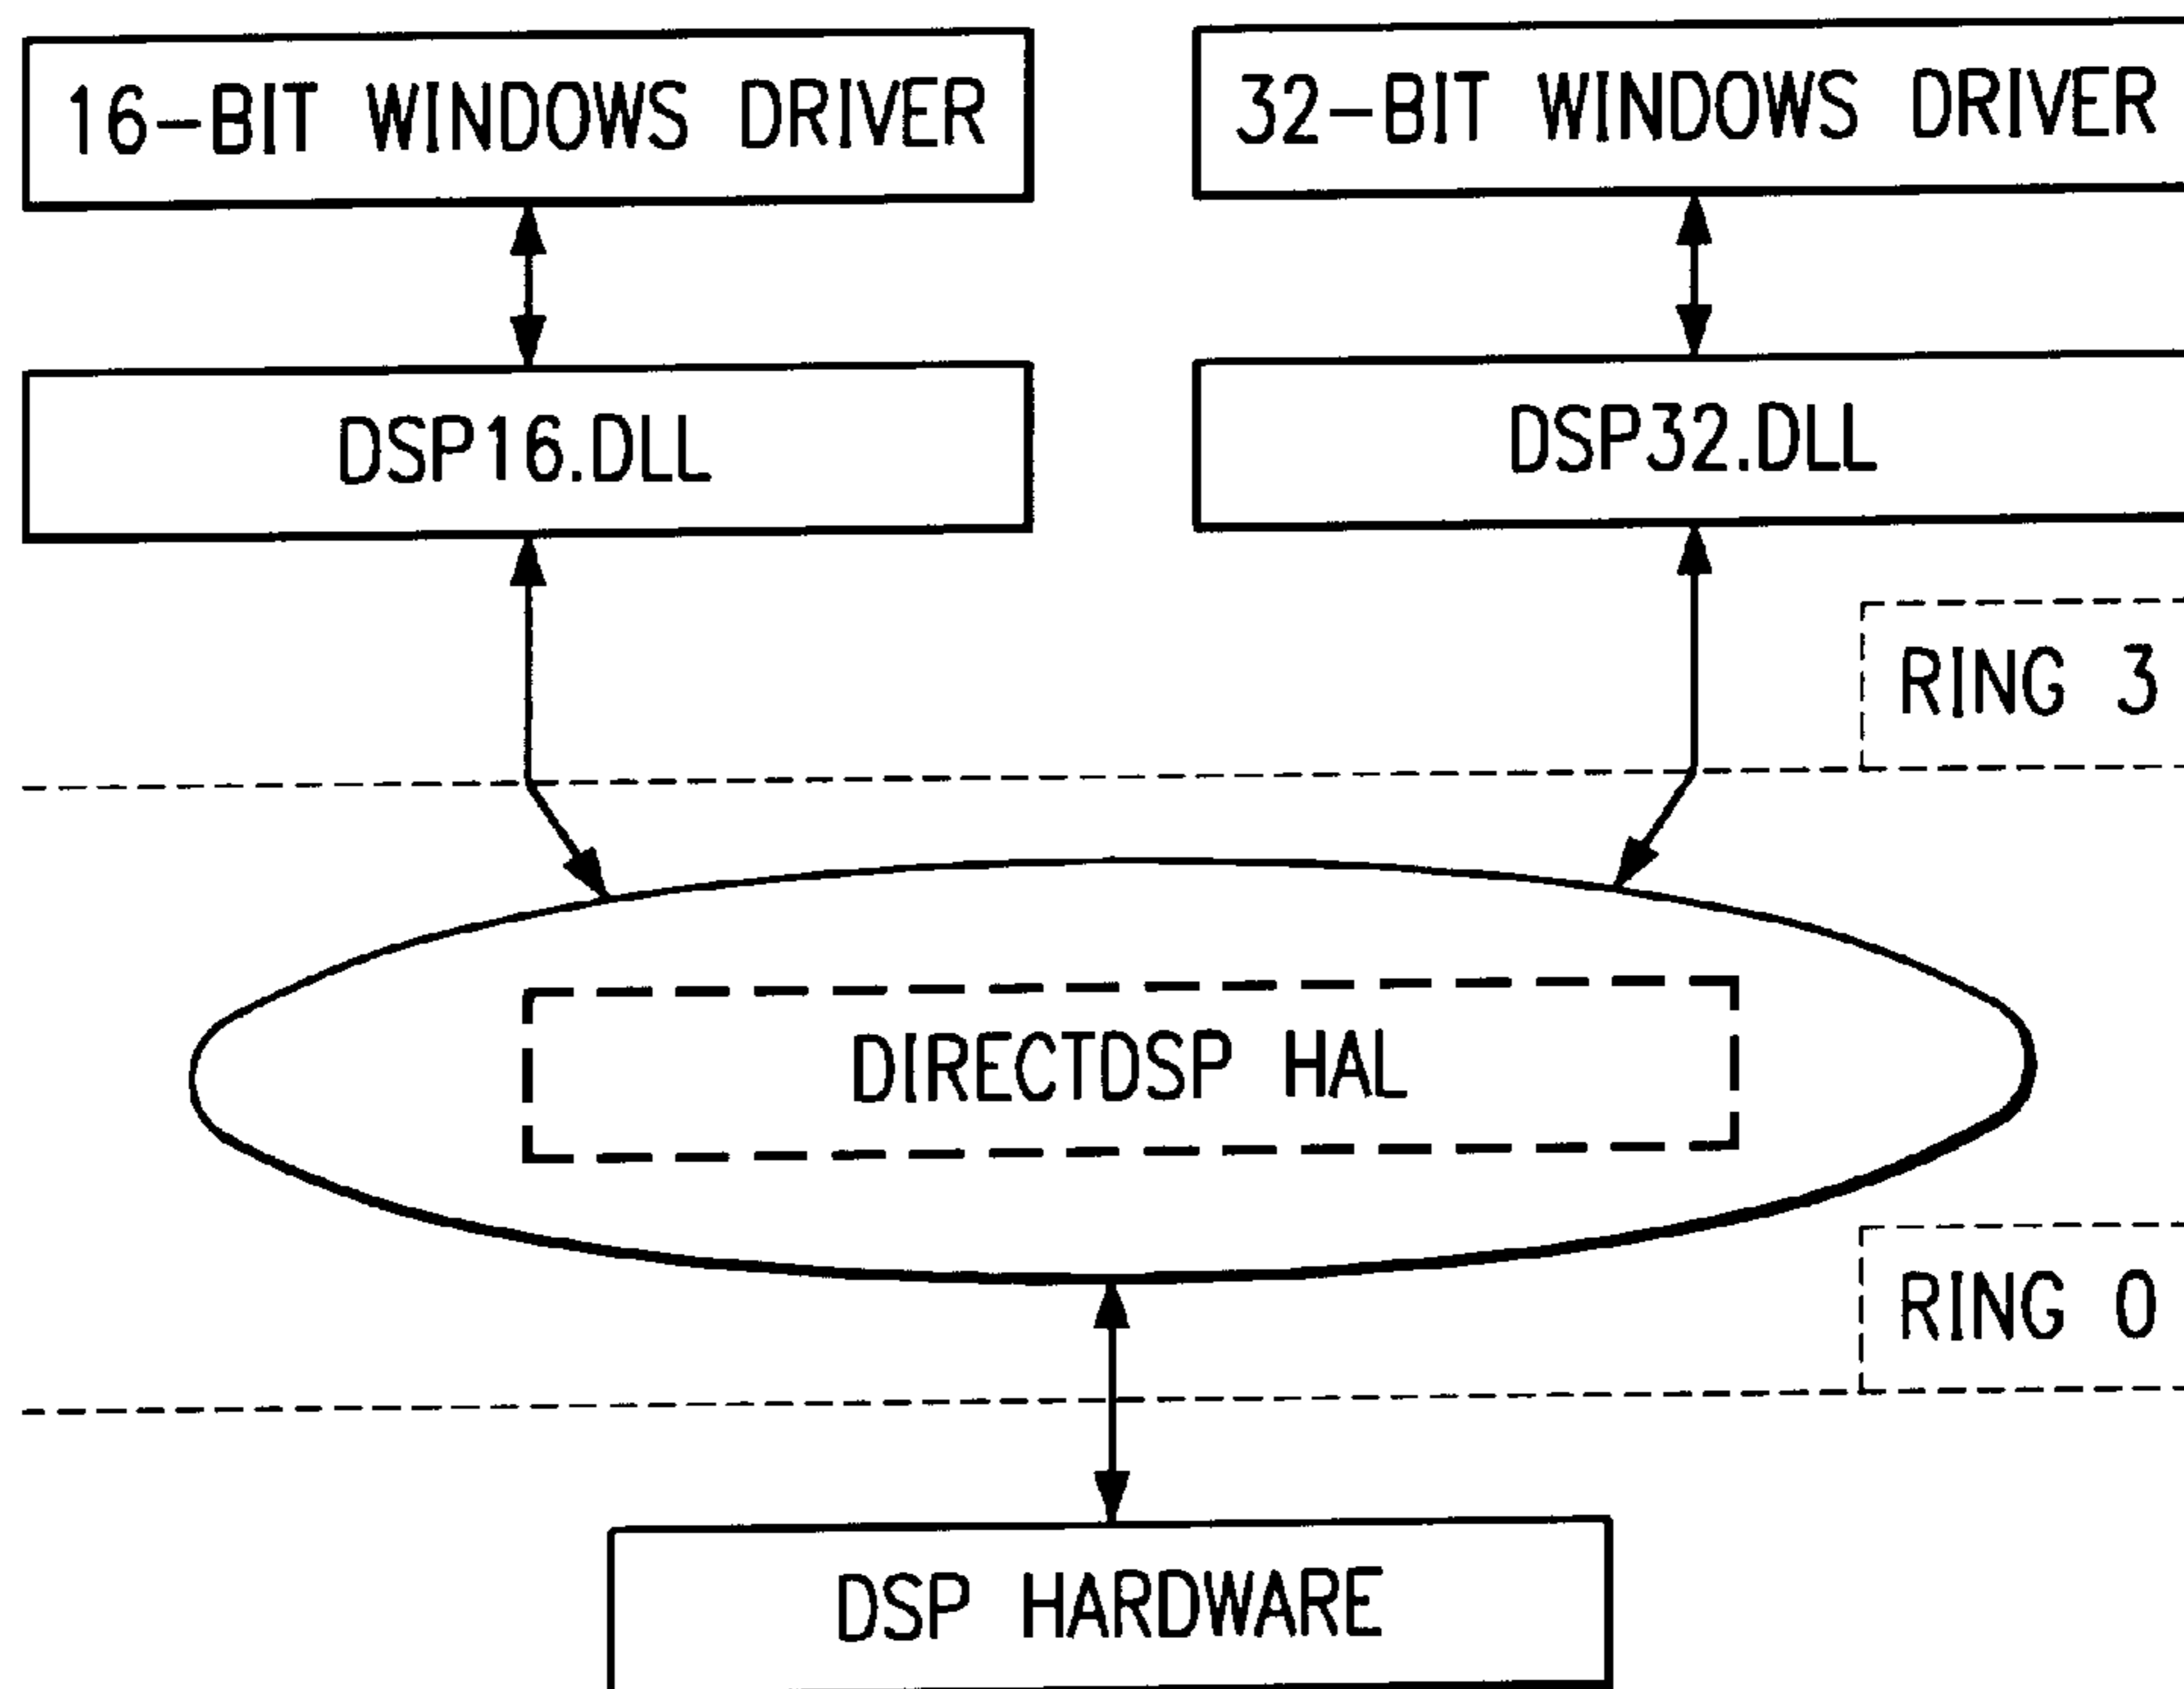 16-BIT WINDOWS DRIVER
32-BIT WINDOWS DRIVER
DSP16.DLL
DSP32.DLL
RING 3
DIRECTDSP HAL
RING 0
DSP HARDWARE